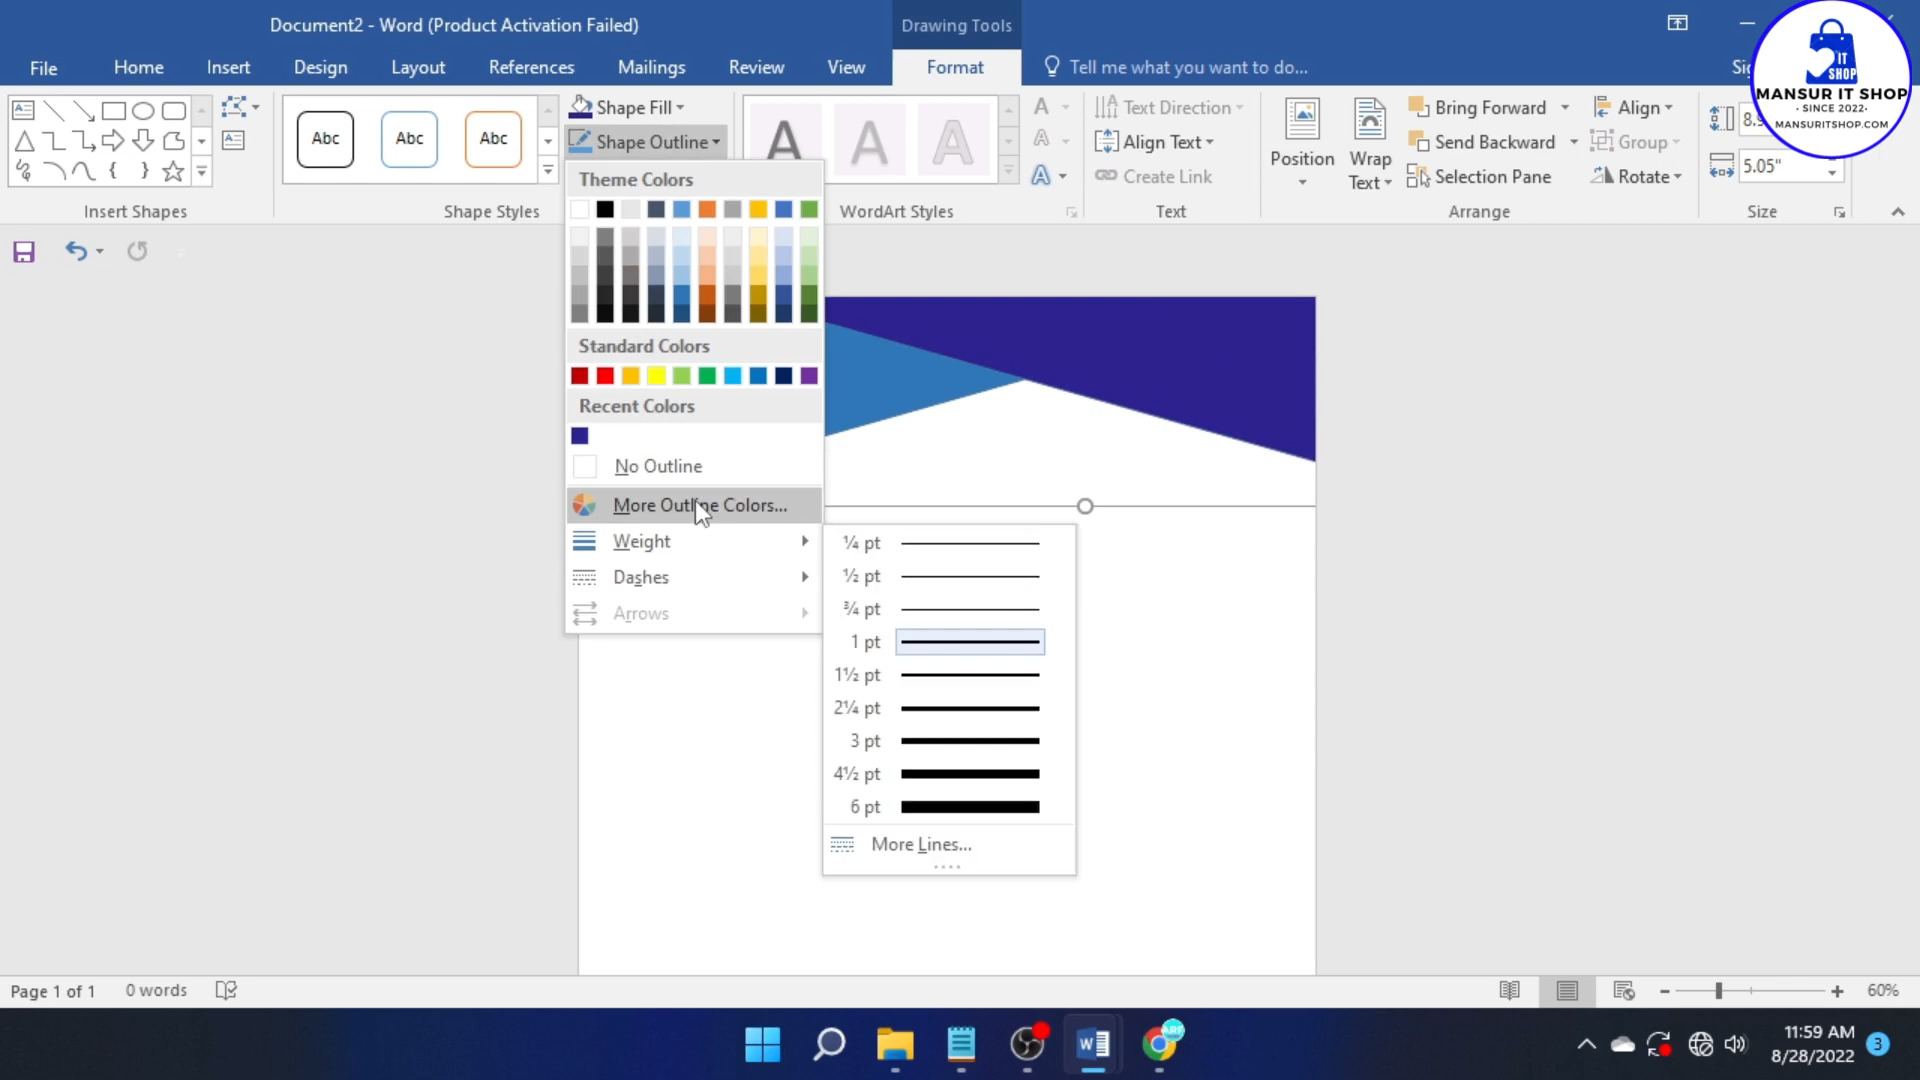 Document2 - Word (Product Activation Failed)
Drawing Tools
File
Home
Insert
Design
Layout
References
Mailings
Review
View
Format
Tell me what you want to do...
IT
SHOP
MANSUR IT SHOP
· SINCE 2022·
MANSURITSHOP.COM
Abc
Abc
Abc
Shape Fill
Shape Outline
A
A
A
A
A
A
Text Direction
Align Text
Create Link
Position
Wrap
Text
Bring Forward
Send Backward
Selection Pane
Align
Group
Rotate
5.05"
Insert Shapes
Shape Styles
WordArt Styles
Text
Arrange
Size
Theme Colors
Standard Colors
Recent Colors
No Outline
More Outline Colors...
Weight
Dashes
Arrows
¼ pt
½ pt
¾ pt
1 pt
1½ pt
2¼ pt
3 pt
4½ pt
6 pt
More Lines...
Page 1 of 1
0 words
60%
11:59 AM
8/28/2022
3